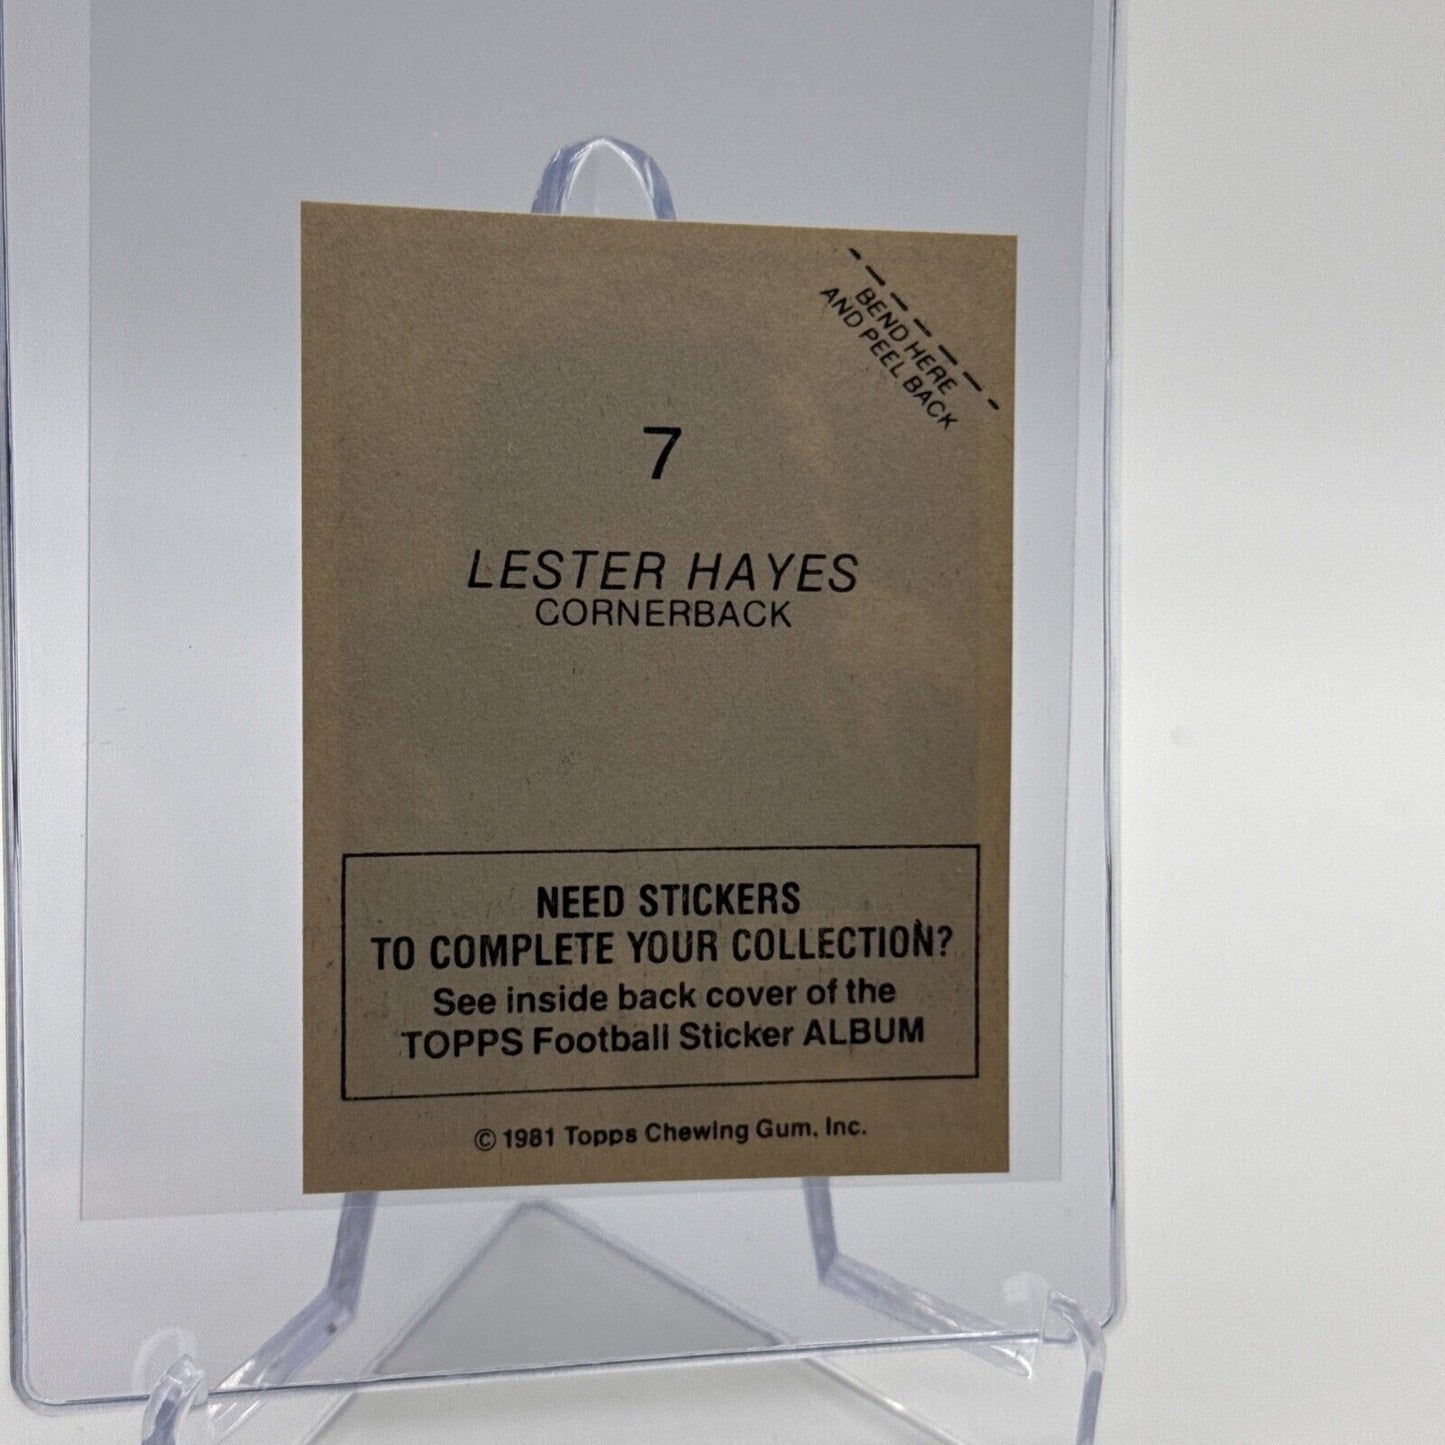 BEND HERE
AND PEEL BACK
7
LESTER HAYES
CORNERBACK
NEED STICKERS
TO COMPLETE YOUR COLLECTION?
See inside back cover of the
TOPPS Football Sticker ALBUM
© 1981 Topps Chewing Gum, Inc.